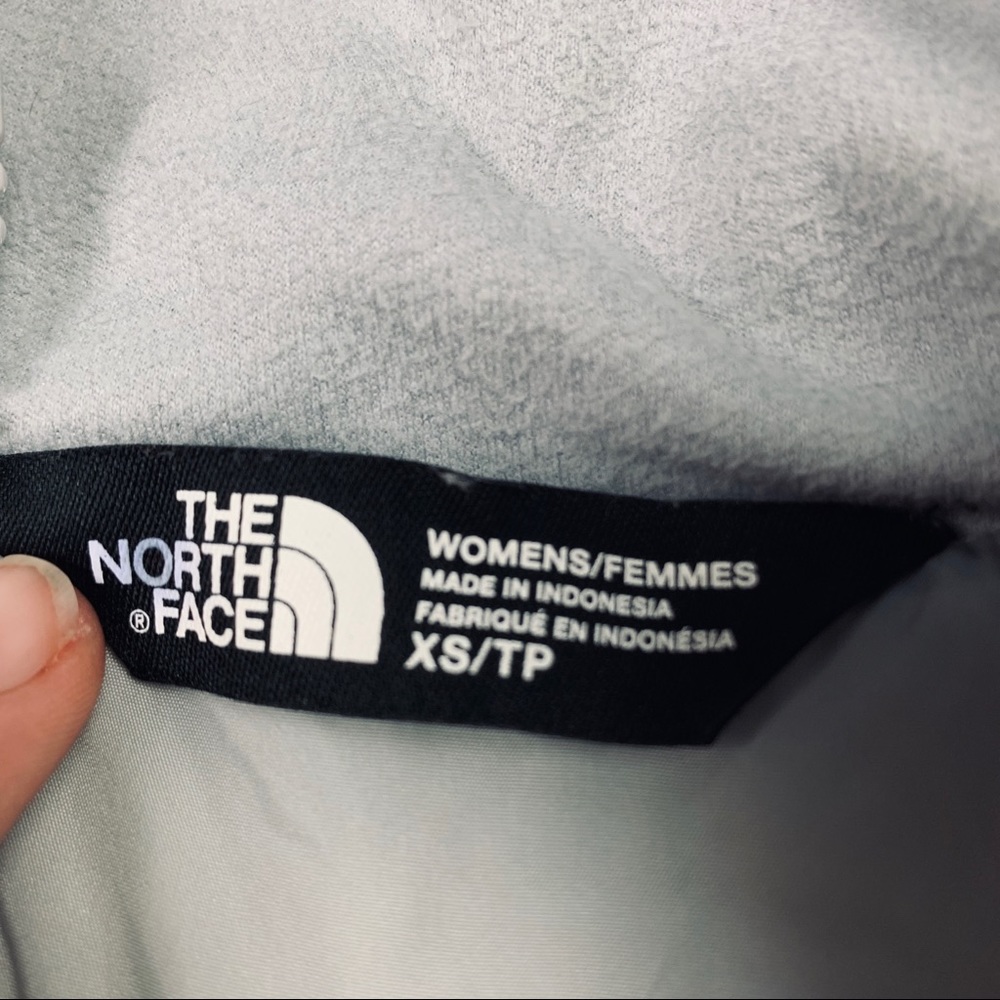 THE
NORTH
®FACE
WOMENS/FEMMES
MADE IN INDONESIA
FABRIQUÉ EN INDONÉSIA
XS/TP